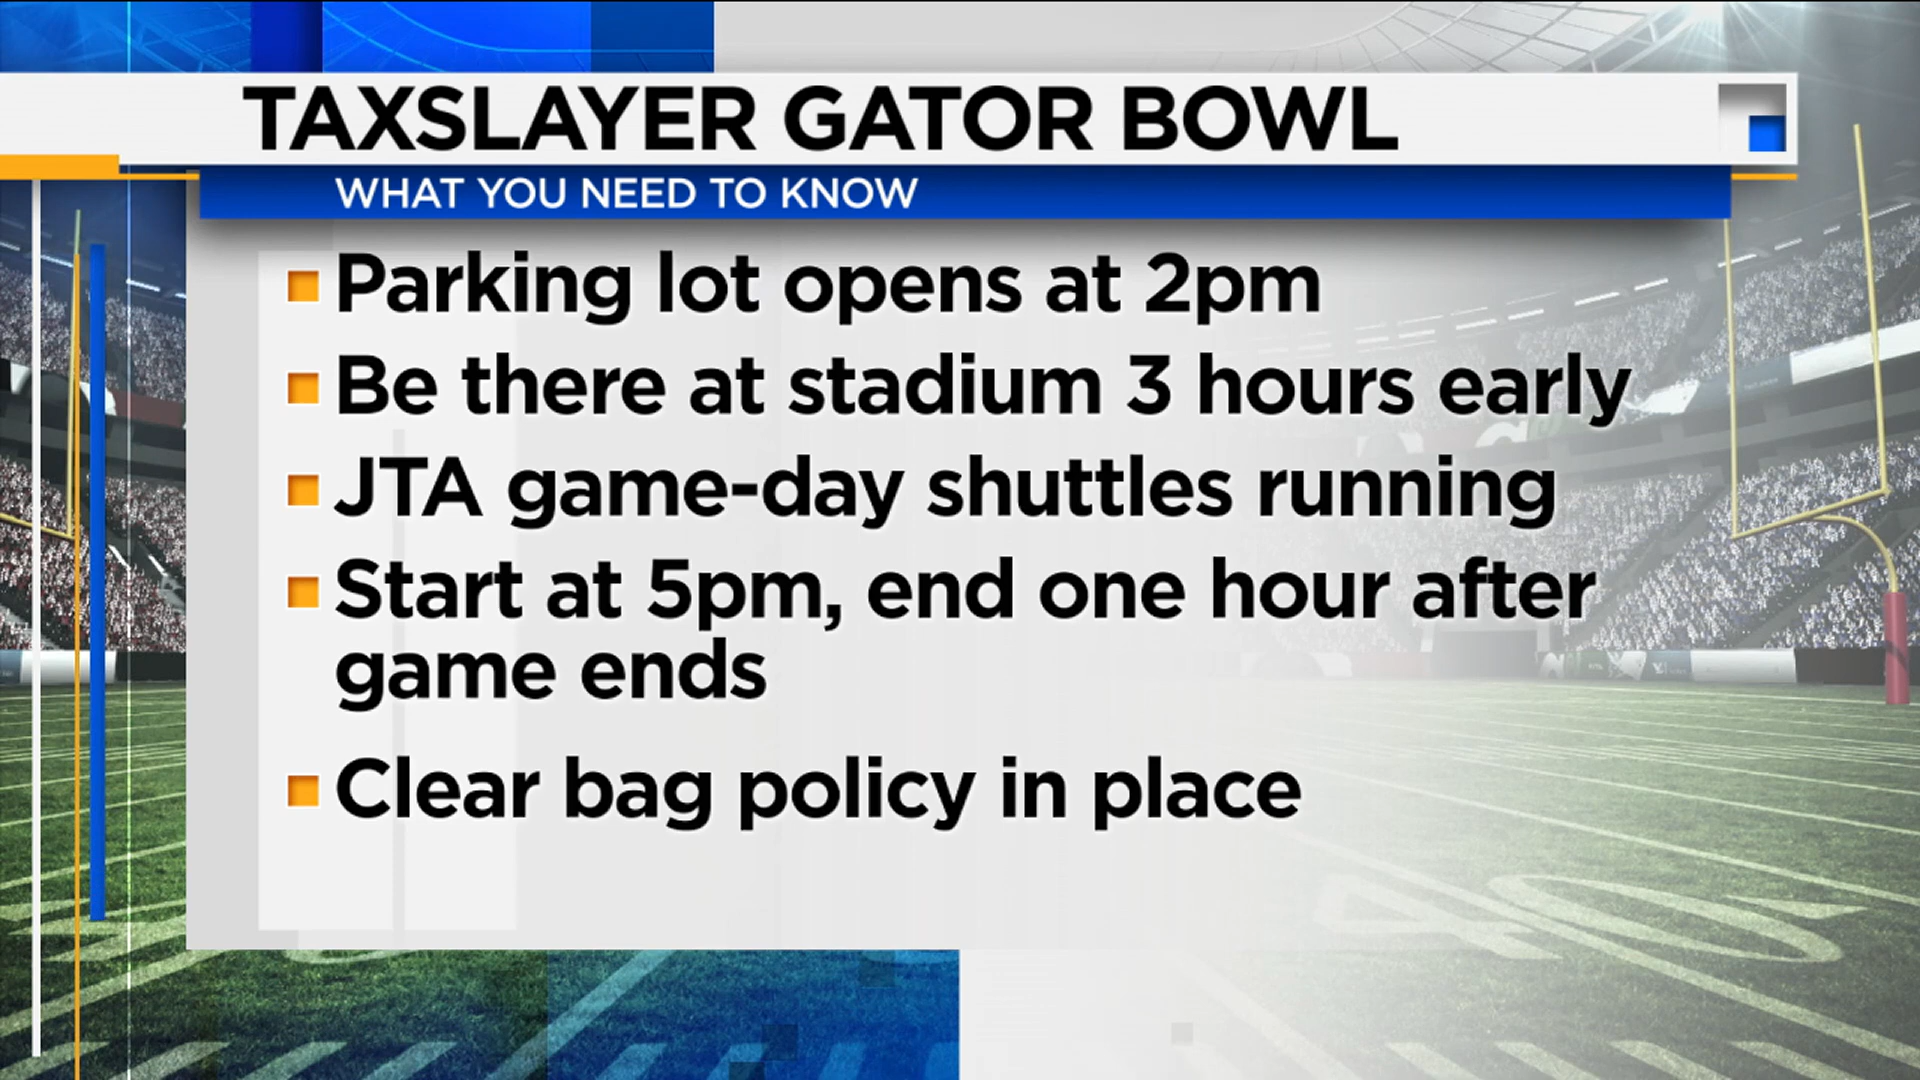 TAXSLAYER GATOR BOWL
WHAT YOU NEED TO KNOW
Parking lot opens at 2pm
Be there at stadium 3 hours early
JTA game-day shuttles running
Start at 5pm, end one hour after
game ends
Clear bag policy in place